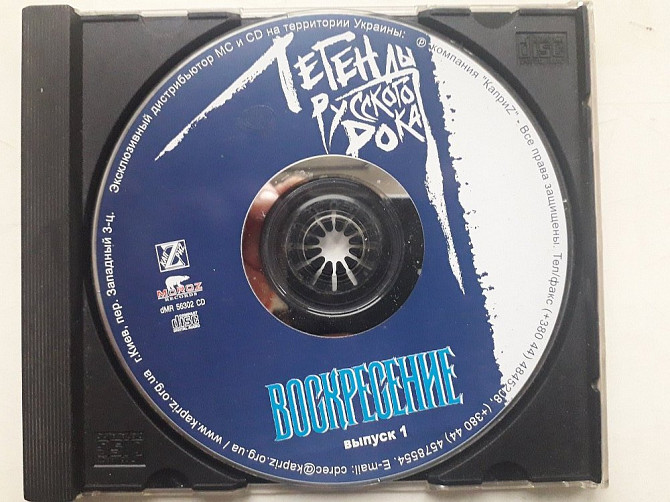 Эксклюзивный дистрибьютор МС и CD на территории Украины: ℗ компания "КаприZ" - Все права защищены. Тел/факс (+380 44) 4845208, (+380 44) 4578554. E-mail: cdrec@kapriz.org.ua / www.kapriz.org.ua г.Киев, пер. Западный 3-ц.
ЛЕГЕНДЫ
РУССКОГО
РОКА
MOROZ
RECORDS
dMR 56302 CD
ВОСКРЕСЕНИЕ
выпуск 1